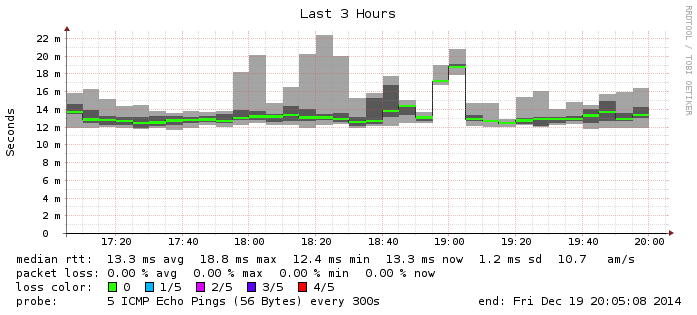 Last 3 Hours
RRDTOOL / TOBI OETIKER
Seconds
22 m
20 m
18 m
16 m
14 m
12 m
10 m
8 m
6 m
4 m
2 m
0
17:20 17:40 18:00 18:20 18:40 19:00 19:20 19:40 20:00
median rtt: 13.3 ms avg 18.8 ms max 12.4 ms min 13.3 ms now 1.2 ms sd 10.7 am/s
packet loss: 0.00 % avg 0.00 % max 0.00 % min 0.00 % now
loss color: 0 1/5 2/5 3/5 4/5
probe: 5 ICMP Echo Pings (56 Bytes) every 300s end: Fri Dec 19 20:05:08 2014